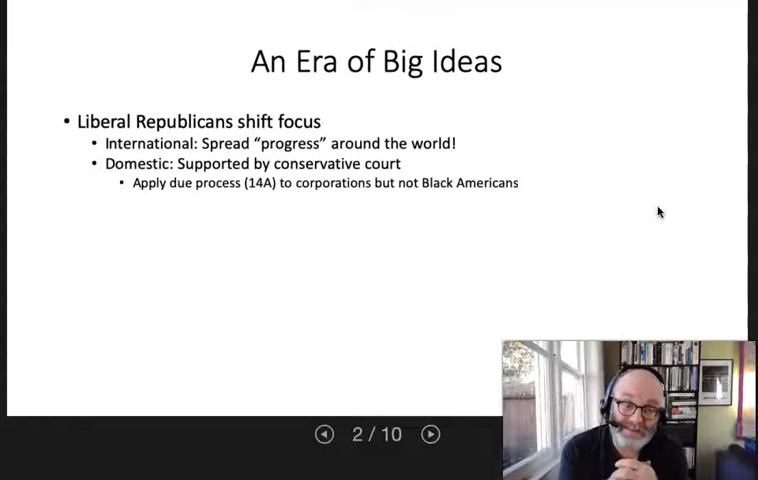 An Era of Big Ideas
• Liberal Republicans shift focus
• International: Spread “progress” around the world!
• Domestic: Supported by conservative court
• Apply due process (14A) to corporations but not Black Americans
2 / 10